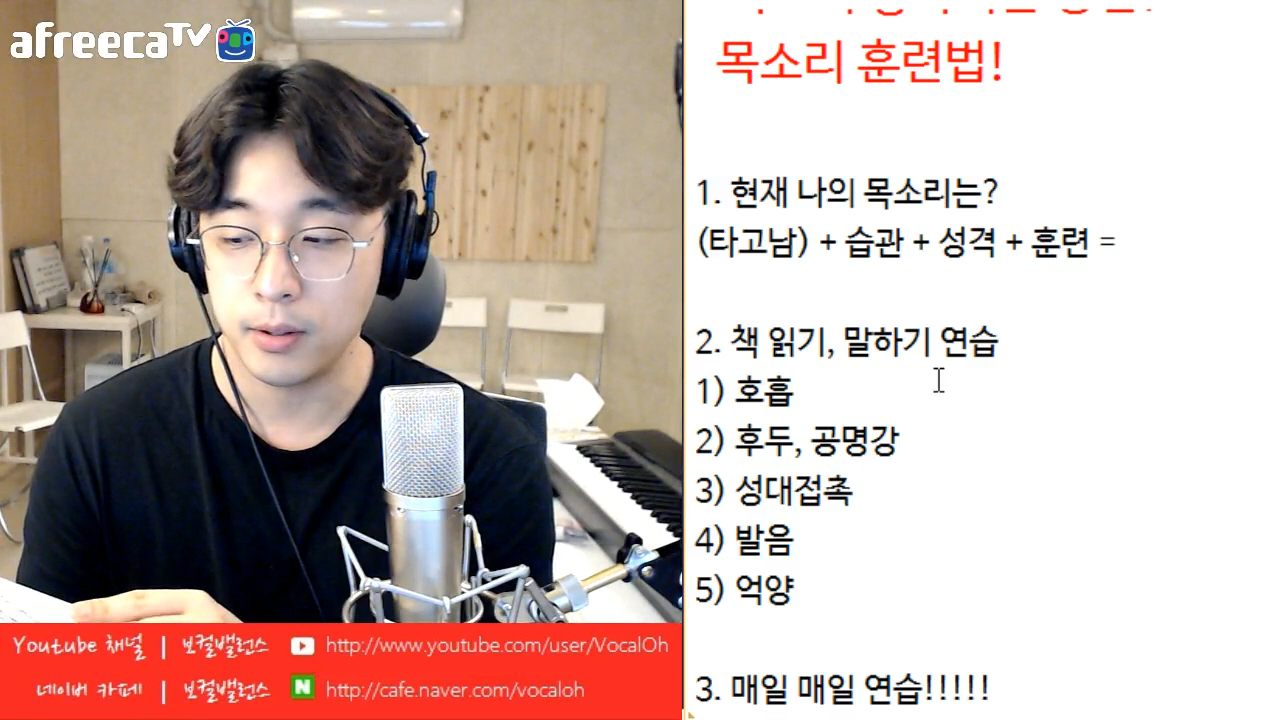 afreecaTV
목소리 훈련법!
1. 현재 나의 목소리는?
(타고남) + 습관 + 성격 + 훈련 =
2. 책 읽기, 말하기 연습
1) 호흡
2) 후두, 공명강
3) 성대접촉
4) 발음
5) 억양
3. 매일 매일 연습!!!!!
Youtube 채널 | 보컬밸런스 http://www.youtube.com/user/VocalOh
네이버 카페 | 보컬밸런스 N http://cafe.naver.com/vocaloh